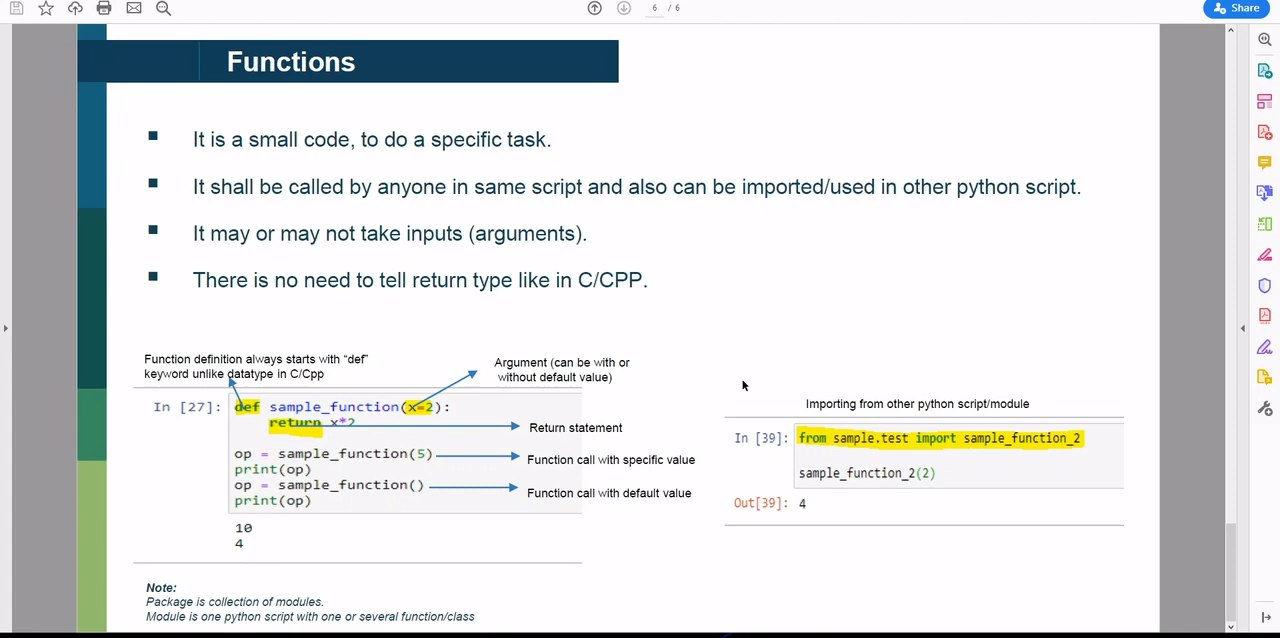 6 / 6
Share
Functions
It is a small code, to do a specific task.
It shall be called by anyone in same script and also can be imported/used in other python script.
It may or may not take inputs (arguments).
There is no need to tell return type like in C/CPP.
Function definition always starts with “def”
keyword unlike datatype in C/Cpp
Argument (can be with or
without default value)
In [27]: def sample_function(x=2):
return x*2
Return statement
op = sample_function(5)
Function call with specific value
print(op)
op = sample_function()
Function call with default value
print(op)
10
4
Importing from other python script/module
In [39]: from sample.test import sample_function_2
sample_function_2(2)
Out[39]: 4
Note:
Package is collection of modules.
Module is one python script with one or several function/class